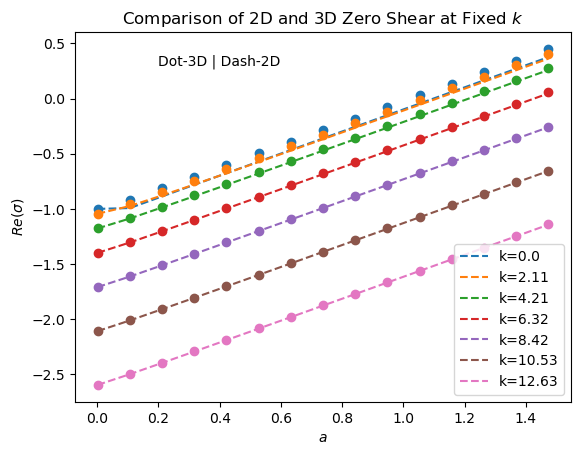 Comparison of 2D and 3D Zero Shear at Fixed k
Dot-3D | Dash-2D
Re(σ)
0.5
0.0
−0.5
−1.0
−1.5
−2.0
−2.5
k=0.0
k=2.11
k=4.21
k=6.32
k=8.42
k=10.53
k=12.63
0.0 0.2 0.4 0.6 0.8 1.0 1.2 1.4
a